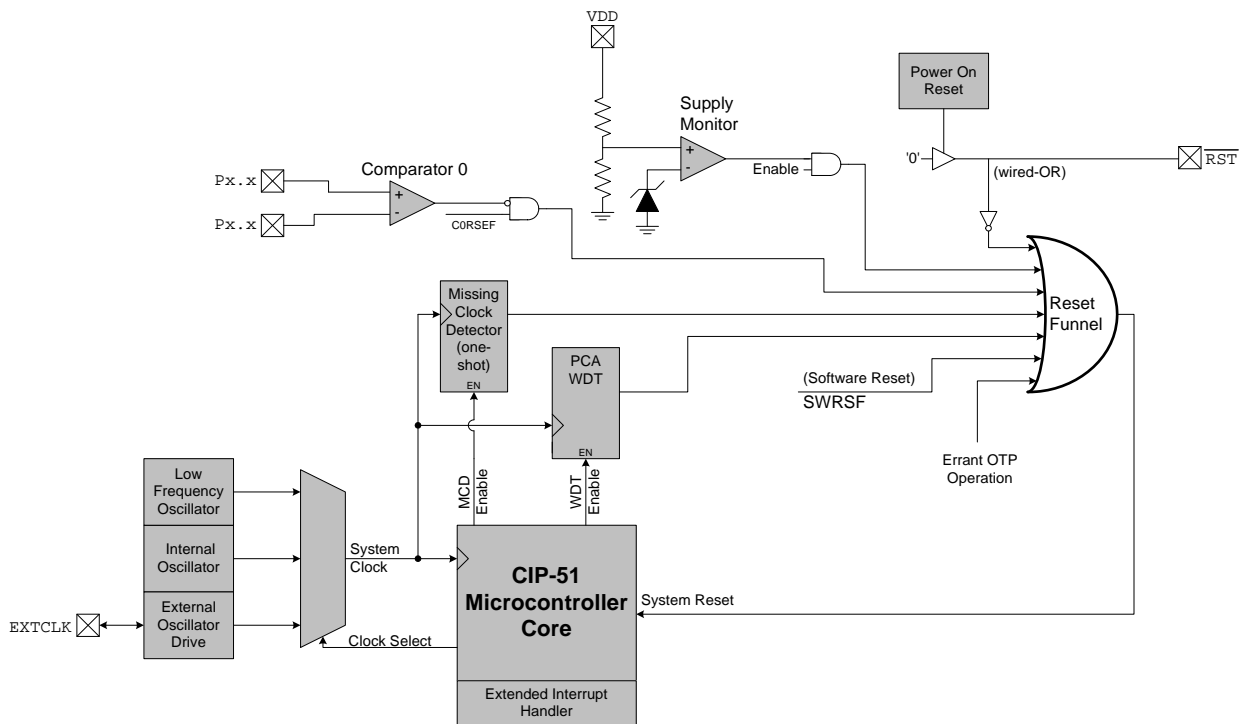 VDD
Power On
Reset
Supply
Monitor
+
-
Enable
'0'
(wired-OR)
RST
Comparator 0
Px.x
Px.x
+
-
C0RSEF
Missing
Clock
Detector
(one-
shot)
EN
PCA
WDT
EN
Reset
Funnel
(Software Reset)
SWRSF
Errant OTP
Operation
Low
Frequency
Oscillator
Internal
Oscillator
External
Oscillator
Drive
EXTCLK
System
Clock
MCD
Enable
WDT
Enable
CIP-51
Microcontroller
Core
System Reset
Clock Select
Extended Interrupt
Handler